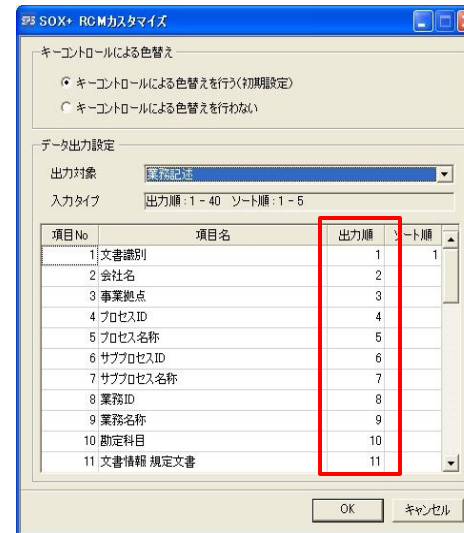 SOX+ RCMカスタマイズ
キーコントロールによる色替え
キーコントロールによる色替えを行う(初期設定)
キーコントロールによる色替えを行わない
データ出力設定
出力対象 業務記述
入力タイプ 出力順:1 - 40 ソート順:1 - 5
項目No 項目名 出力順 ソート順
1 文書識別 1 1
2 会社名 2
3 事業拠点 3
4 プロセスID 4
5 プロセス名称 5
6 サブプロセスID 6
7 サブプロセス名称 7
8 業務ID 8
9 業務名称 9
10 勘定科目 10
11 文書情報 規定文書 11
OK キャンセル